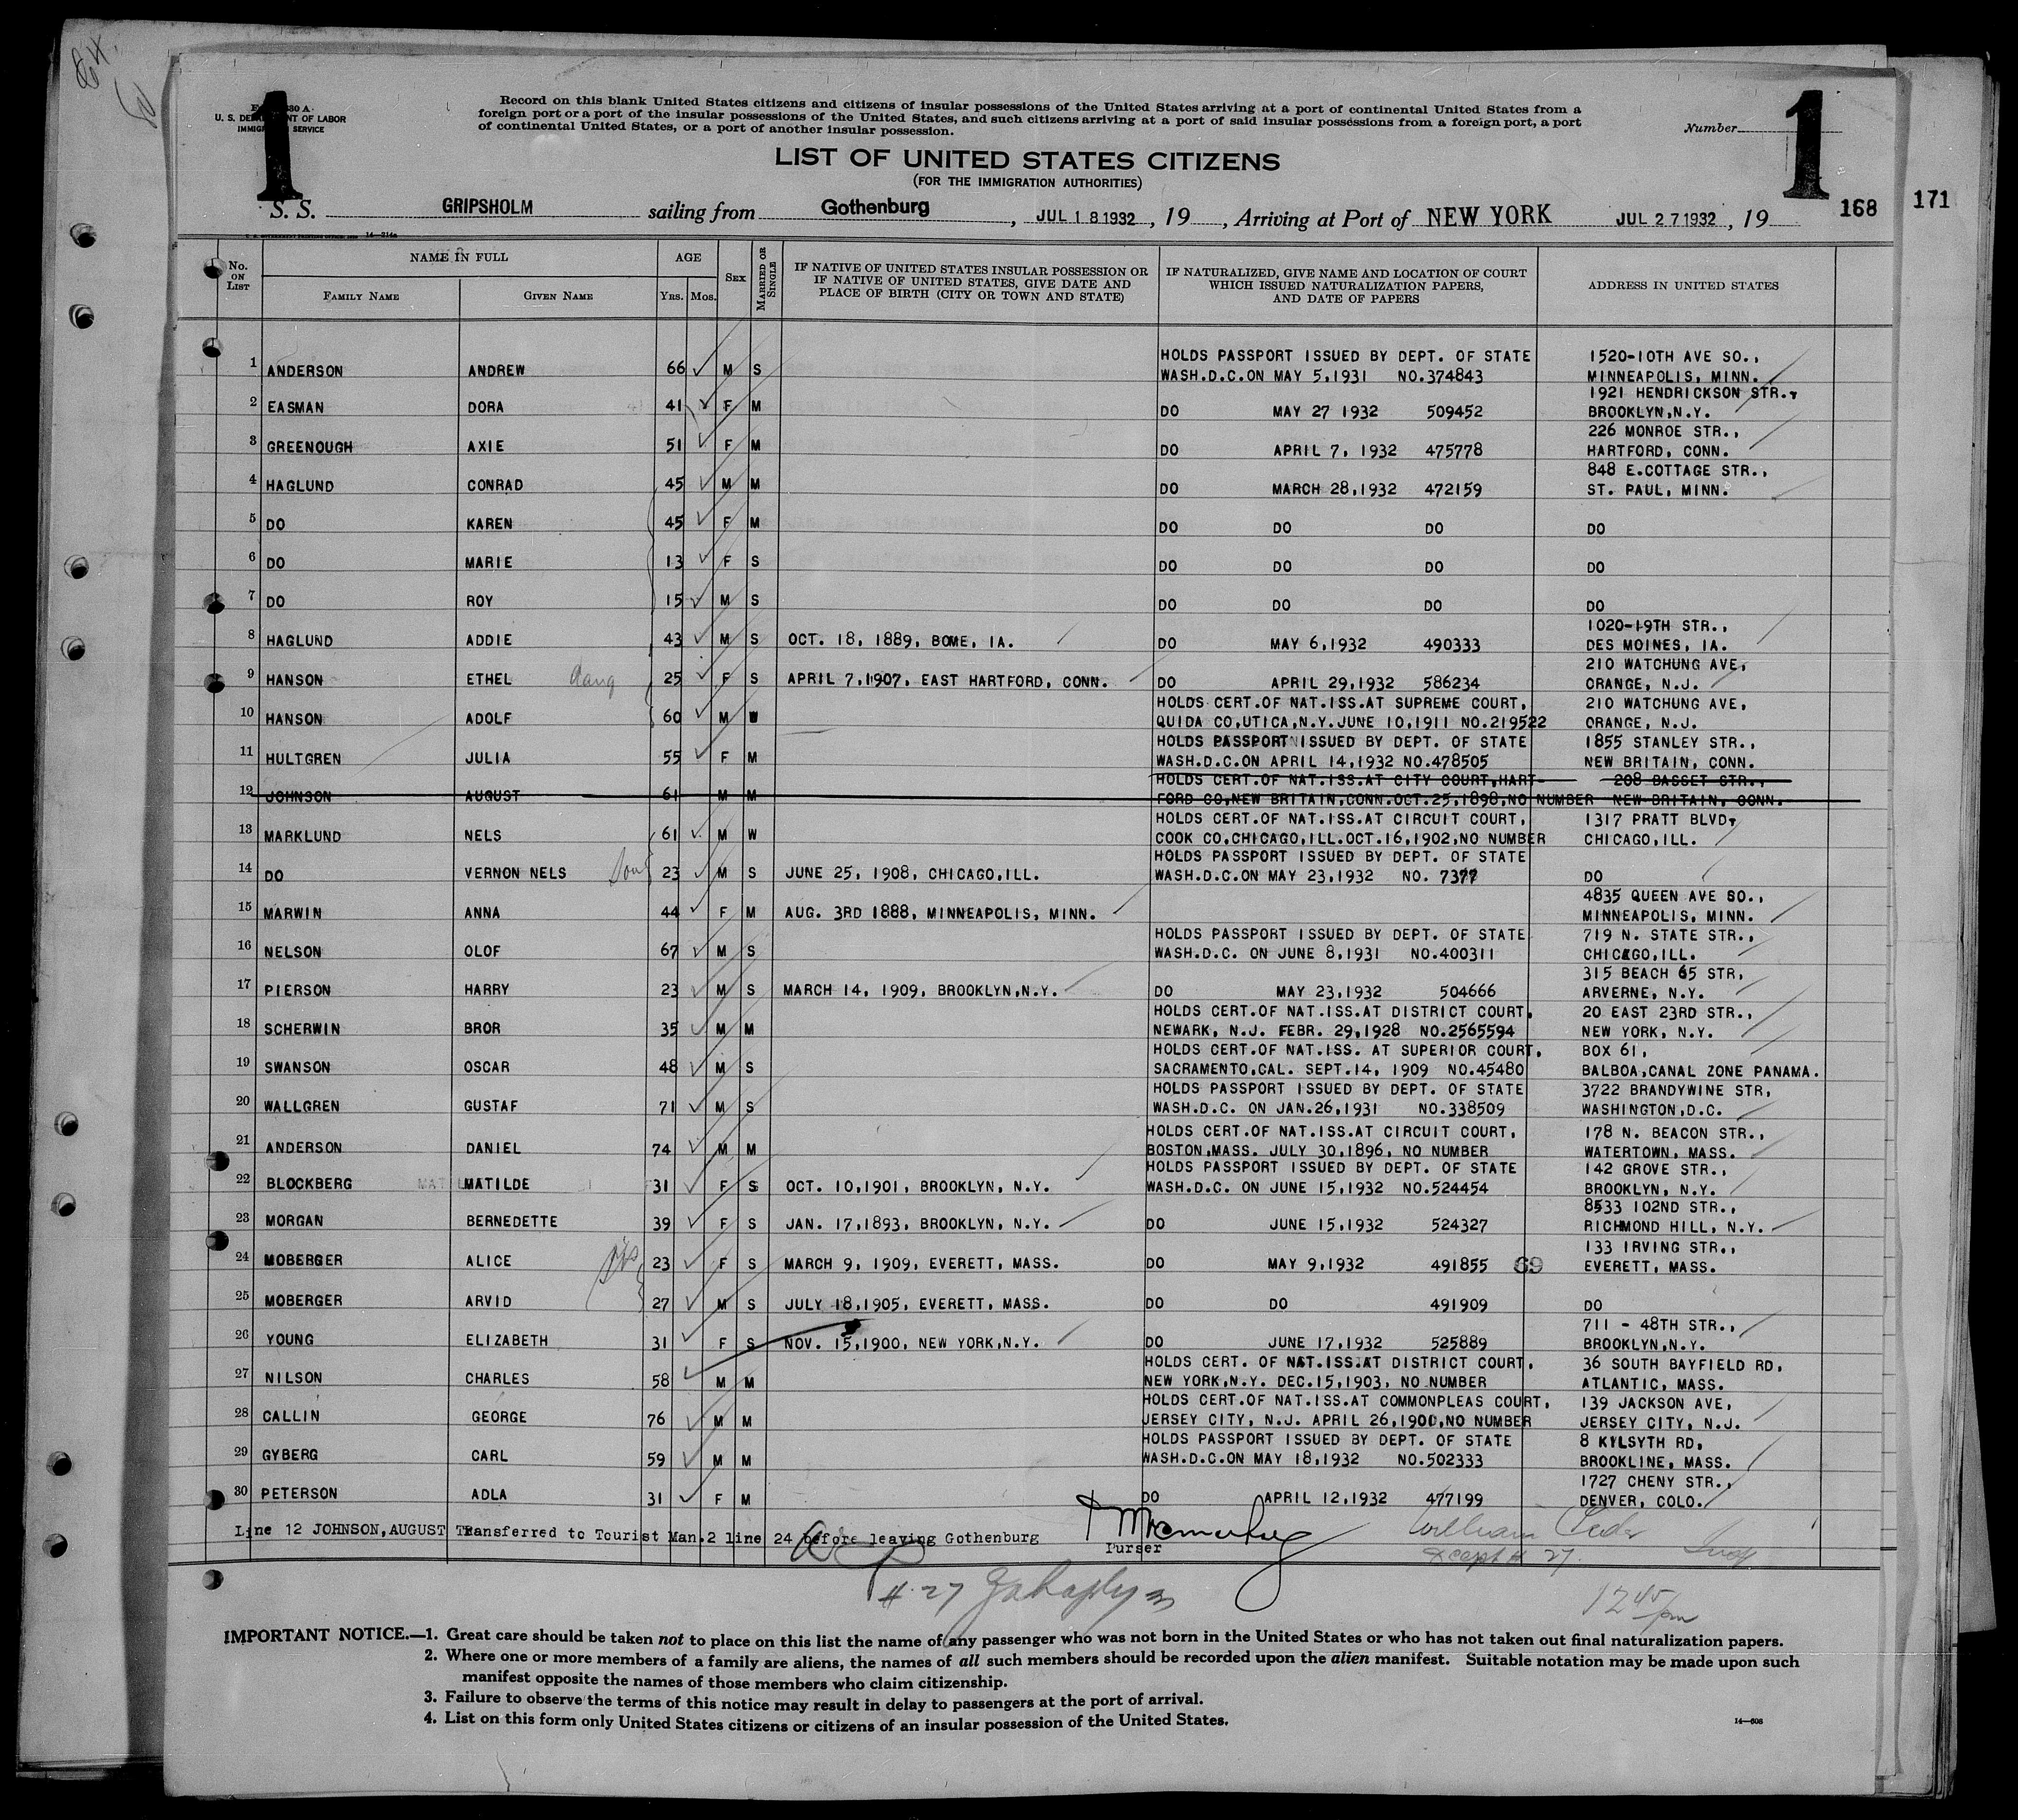 84.
1
1
Form 630 A
U. S. DEPARTMENT OF LABOR
IMMIGRATION SERVICE
Record on this blank United States citizens and citizens of insular possessions of the United States arriving at a port of continental United States from a
foreign port or a port of the insular possessions of the United States, and such citizens arriving at a port of said insular possessions from a foreign port, a port
of continental United States, or a port of another insular possession.
Number
LIST OF UNITED STATES CITIZENS
(FOR THE IMMIGRATION AUTHORITIES)
S. S. GRIPSHOLM sailing from Gothenburg, JUL 18 1932, 19 , Arriving at Port of NEW YORK JUL 27 1932, 19 168 171
14—214a
No. ON LIST NAME IN FULL AGE SEX MARRIED OR SINGLE IF NATIVE OF UNITED STATES INSULAR POSSESSION OR IF NATIVE OF UNITED STATES, GIVE DATE AND PLACE OF BIRTH (CITY OR TOWN AND STATE) IF NATURALIZED, GIVE NAME AND LOCATION OF COURT WHICH ISSUED NATURALIZATION PAPERS, AND DATE OF PAPERS ADDRESS IN UNITED STATES
FAMILY NAME GIVEN NAME YRS. MOS.
HOLDS PASSPORT ISSUED BY DEPT. OF STATE 1520-10TH AVE SO.,
1 ANDERSON ANDREW 66 M S WASH.D.C.ON MAY 5,1931 NO.374843 MINNEAPOLIS, MINN.
1921 HENDRICKSON STR.,
2 EASMAN DORA 41 F M DO MAY 27 1932 509452 BROOKLYN,N.Y.
226 MONROE STR.,
3 GREENOUGH AXIE 51 F M DO APRIL 7, 1932 475778 HARTFORD, CONN.
848 E.COTTAGE STR.,
4 HAGLUND CONRAD 45 M M DO MARCH 28,1932 472159 ST. PAUL, MINN.
5 DO KAREN 45 F M DO DO DO DO
6 DO MARIE 13 F S DO DO DO DO
7 DO ROY 15 M S DO DO DO DO
1020-19TH STR.,
8 HAGLUND ADDIE 43 M S OCT. 18, 1889, BOME, IA. DO MAY 6,1932 490333 DES MOINES, IA.
210 WATCHUNG AVE,
9 HANSON ETHEL 25 F S APRIL 7,1907, EAST HARTFORD, CONN. DO APRIL 29,1932 586234 ORANGE, N.J.
HOLDS CERT.OF NAT.ISS.AT SUPREME COURT, 210 WATCHUNG AVE,
10 HANSON ADOLF 60 M W QUIDA CO,UTICA,N.Y.JUNE 10,1911 NO.219522 ORANGE, N.J.
HOLDS PASSPORT ISSUED BY DEPT. OF STATE 1855 STANLEY STR.,
11 HULTGREN JULIA 55 F M WASH.D.C.ON APRIL 14,1932 NO.478505 NEW BRITAIN, CONN.
HOLDS CERT.OF NAT.ISS.AT CITY COURT,HART- 208 BASSET STR.,
12 JOHNSON AUGUST 61 M M FORD CO,NEW BRITAIN,CONN.OCT.25,1898,NO NUMBER NEW BRITAIN, CONN.
HOLDS CERT.OF NAT.ISS.AT CIRCUIT COURT, 1317 PRATT BLVD,
13 MARKLUND NELS 61 M W COOK CO,CHICAGO,ILL.OCT.16,1902,NO NUMBER CHICAGO,ILL.
HOLDS PASSPORT ISSUED BY DEPT. OF STATE
14 DO VERNON NELS Son 23 M S JUNE 25, 1908, CHICAGO,ILL. WASH.D.C.ON MAY 23,1932 NO. 7377 DO
4835 QUEEN AVE SO.,
15 MARWIN ANNA 44 F M AUG. 3RD 1888, MINNEAPOLIS, MINN. MINNEAPOLIS, MINN.
HOLDS PASSPORT ISSUED BY DEPT. OF STATE 719 N. STATE STR.,
16 NELSON OLOF 67 M S WASH.D.C. ON JUNE 8,1931 NO.400311 CHICAGO,ILL.
315 BEACH 65 STR,
17 PIERSON HARRY 23 M S MARCH 14, 1909, BROOKLYN,N.Y. DO MAY 23,1932 504666 ARVERNE, N.Y.
HOLDS CERT.OF NAT.ISS.AT DISTRICT COURT, 20 EAST 23RD STR.,
18 SCHERWIN BROR 35 M M NEWARK, N.J. FEBR. 29,1928 NO.2565594 NEW YORK, N.Y.
HOLDS CERT.OF NAT.ISS. AT SUPERIOR COURT, BOX 61,
19 SWANSON OSCAR 48 M S SACRAMENTO,CAL. SEPT.14, 1909 NO.45480 BALBOA,CANAL ZONE PANAMA.
HOLDS PASSPORT ISSUED BY DEPT. OF STATE 3722 BRANDYWINE STR,
20 WALLGREN GUSTAF 71 M S WASH.D.C. ON JAN.26,1931 NO.338509 WASHINGTON,D.C.
HOLDS CERT.OF NAT.ISS.AT CIRCUIT COURT, 178 N. BEACON STR.,
21 ANDERSON DANIEL 74 M M BOSTON,MASS. JULY 30,1896, NO NUMBER WATERTOWN, MASS.
HOLDS PASSPORT ISSUED BY DEPT. OF STATE 142 GROVE STR.,
22 BLOCKBERG MATILDE 31 F S OCT. 10,1901, BROOKLYN, N.Y. WASH.D.C. ON JUNE 15,1932 NO.524454 BROOKLYN, N.Y.
8533 102ND STR.,
23 MORGAN BERNEDETTE 39 F S JAN. 17,1893, BROOKLYN, N.Y. DO JUNE 15,1932 524327 RICHMOND HILL, N.Y.
133 IRVING STR.,
24 MOBERGER ALICE 23 F S MARCH 9, 1909, EVERETT, MASS. DO MAY 9,1932 491855 69 EVERETT, MASS.
25 MOBERGER ARVID 27 M S JULY 18,1905, EVERETT, MASS. DO DO 491909 DO
711 - 48TH STR.,
26 YOUNG ELIZABETH 31 F S NOV. 15,1900, NEW YORK,N.Y. DO JUNE 17,1932 525889 BROOKLYN,N.Y.
HOLDS CERT. OF NAT.ISS.AT DISTRICT COURT, 36 SOUTH BAYFIELD RD,
27 NILSON CHARLES 58 M M NEW YORK,N.Y. DEC.15,1903, NO NUMBER ATLANTIC, MASS.
HOLDS CERT.OF NAT.ISS.AT COMMONPLEAS COURT, 139 JACKSON AVE,
28 CALLIN GEORGE 76 M M JERSEY CITY, N.J. APRIL 26,1900,NO NUMBER JERSEY CITY, N.J.
HOLDS PASSPORT ISSUED BY DEPT. OF STATE 8 KILSYTH RD,
29 GYBERG CARL 59 M M WASH.D.C.ON MAY 18,1932 NO.502333 BROOKLINE, MASS.
1727 CHENY STR.,
30 PETERSON ADLA 31 F M DO APRIL 12,1932 477199 DENVER, COLO.
Line 12 JOHNSON,AUGUST Transferred to Tourist Man.2 line 24 before leaving Gothenburg
Purser
William
except # 27.
# 27
12 45 pm
IMPORTANT NOTICE.—1. Great care should be taken not to place on this list the name of any passenger who was not born in the United States or who has not taken out final naturalization papers.
2. Where one or more members of a family are aliens, the names of all such members should be recorded upon the alien manifest. Suitable notation may be made upon such
manifest opposite the names of those members who claim citizenship.
3. Failure to observe the terms of this notice may result in delay to passengers at the port of arrival.
4. List on this form only United States citizens or citizens of an insular possession of the United States.
14—608